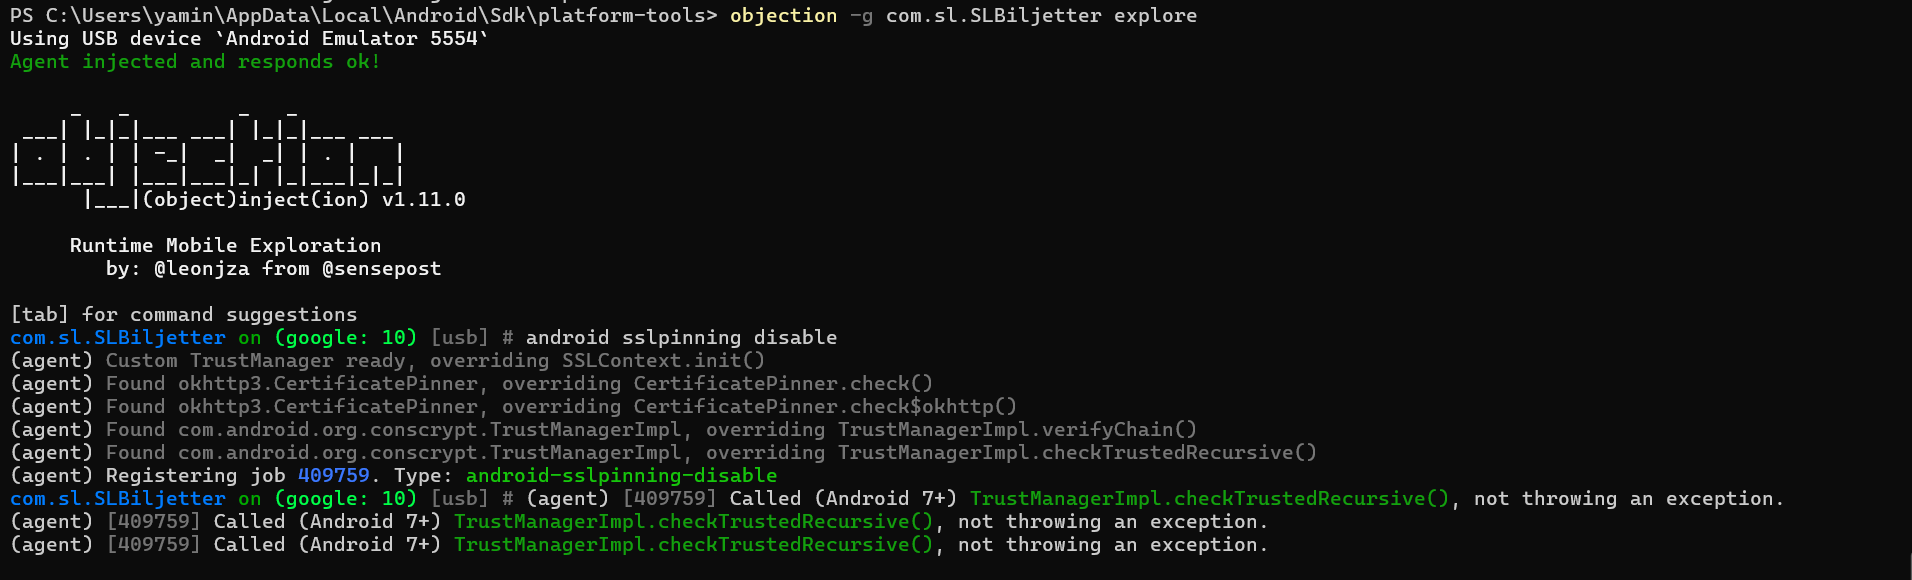 PS C:\Users\yamin\AppData\Local\Android\Sdk\platform-tools> objection -g com.sl.SLBiljetter explore
Using USB device `Android Emulator 5554`
Agent injected and responds ok!
     _   _         _   _
 ___| |_|_|___ ___| |_|_|___ ___
| . | . | | -_|  _|  _| | . |   |
|___|___| |___|___|_| |_|___|_|_|
      |___|(object)inject(ion) v1.11.0
     Runtime Mobile Exploration
        by: @leonjza from @sensepost
[tab] for command suggestions
com.sl.SLBiljetter on (google: 10) [usb] # android sslpinning disable
(agent) Custom TrustManager ready, overriding SSLContext.init()
(agent) Found okhttp3.CertificatePinner, overriding CertificatePinner.check()
(agent) Found okhttp3.CertificatePinner, overriding CertificatePinner.check$okhttp()
(agent) Found com.android.org.conscrypt.TrustManagerImpl, overriding TrustManagerImpl.verifyChain()
(agent) Found com.android.org.conscrypt.TrustManagerImpl, overriding TrustManagerImpl.checkTrustedRecursive()
(agent) Registering job 409759. Type: android-sslpinning-disable
com.sl.SLBiljetter on (google: 10) [usb] # (agent) [409759] Called (Android 7+) TrustManagerImpl.checkTrustedRecursive(), not throwing an exception.
(agent) [409759] Called (Android 7+) TrustManagerImpl.checkTrustedRecursive(), not throwing an exception.
(agent) [409759] Called (Android 7+) TrustManagerImpl.checkTrustedRecursive(), not throwing an exception.